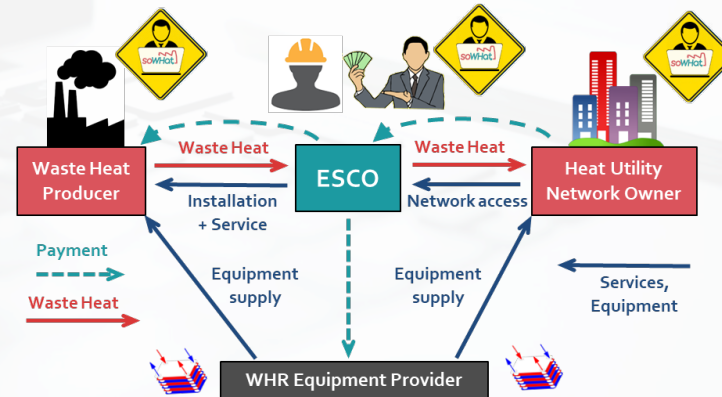 soWHat
soWHat
soWHat
Waste Heat
Producer
Waste Heat
ESCO
Waste Heat
Heat Utility
Network Owner
Installation
+ Service
Network access
Payment
Equipment
supply
Equipment
supply
Services,
Equipment
Waste Heat
WHR Equipment Provider